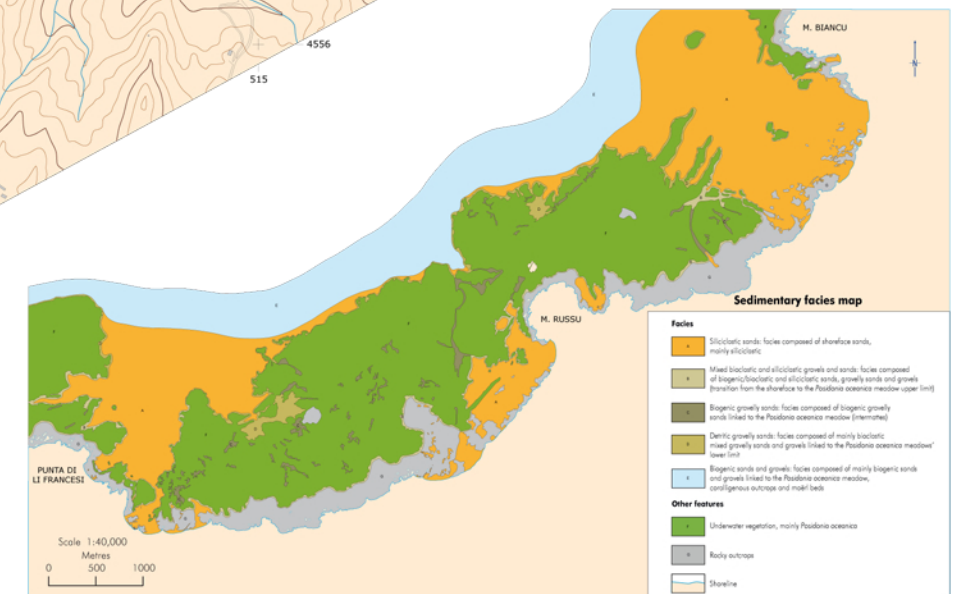 4556
515
M. BIANCU
N
M. RUSSU
PUNTA DI
LI FRANCESI
Scale 1:40,000
Metres
0 500 1000
Sedimentary facies map
Facies
Siliciclastic sands: facies composed of shoreface sands,
mainly siliciclastic
Mixed bioclastic and siliciclastic gravels and sands: facies composed
of biogenic/bioclastic and siliciclastic sands, gravelly sands and gravels
(transition from the shoreface to the Posidonia oceanica meadow upper limit)
Biogenic gravelly sands: facies composed of biogenic gravelly
sands linked to the Posidonia oceanica meadow (intermattes)
Detritic gravelly sands: facies composed of mainly bioclastic
mixed gravelly sands and gravels linked to the Posidonia oceanica meadows'
lower limit
Biogenic sands and gravels: facies composed of mainly biogenic sands
and gravels linked to the Posidonia oceanica meadow,
coralligenous outcrops and maërl beds
Other features
Underwater vegetation, mainly Posidonia oceanica
Rocky outcrops
Shoreline